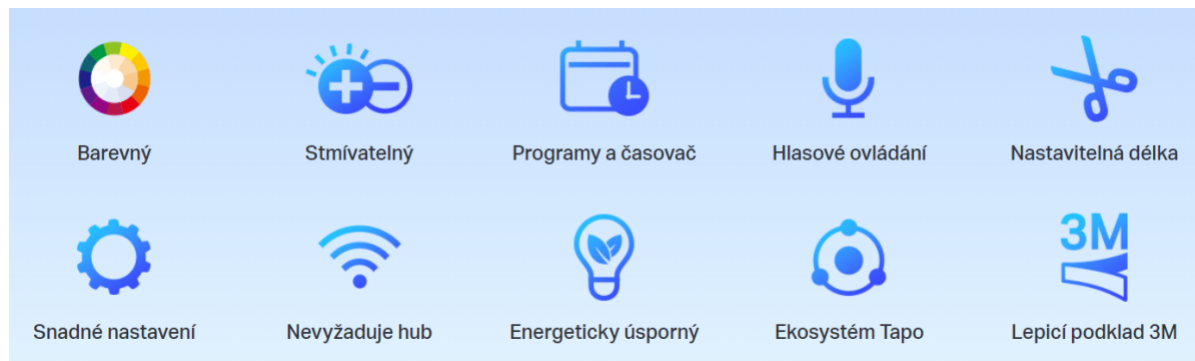 Barevný
Stmívatelný
Programy a časovač
Hlasové ovládání
Nastavitelná délka
3M
Snadné nastavení
Nevyžaduje hub
Energeticky úsporný
Ekosystém Tapo
Lepicí podklad 3M